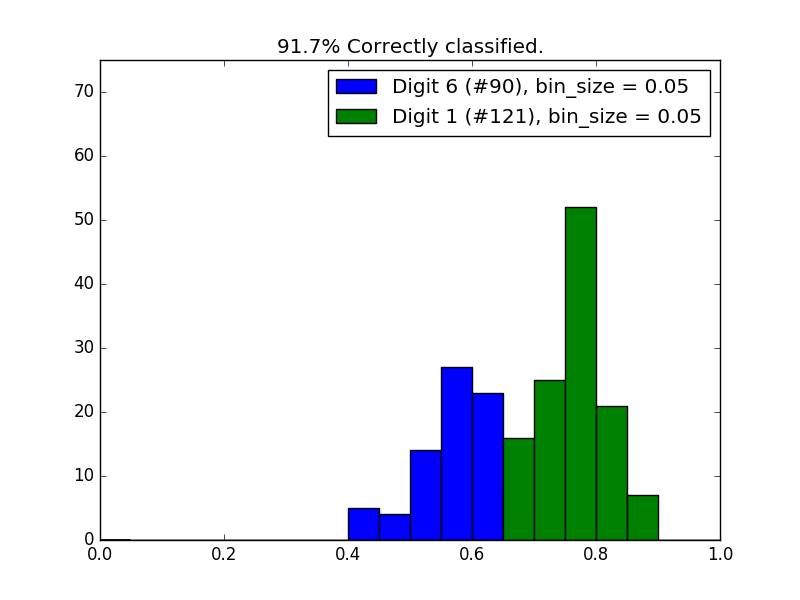 91.7% Correctly classified.
Digit 6 (#90), bin_size = 0.05
Digit 1 (#121), bin_size = 0.05
70
60
50
40
30
20
10
0
0.0 0.2 0.4 0.6 0.8 1.0